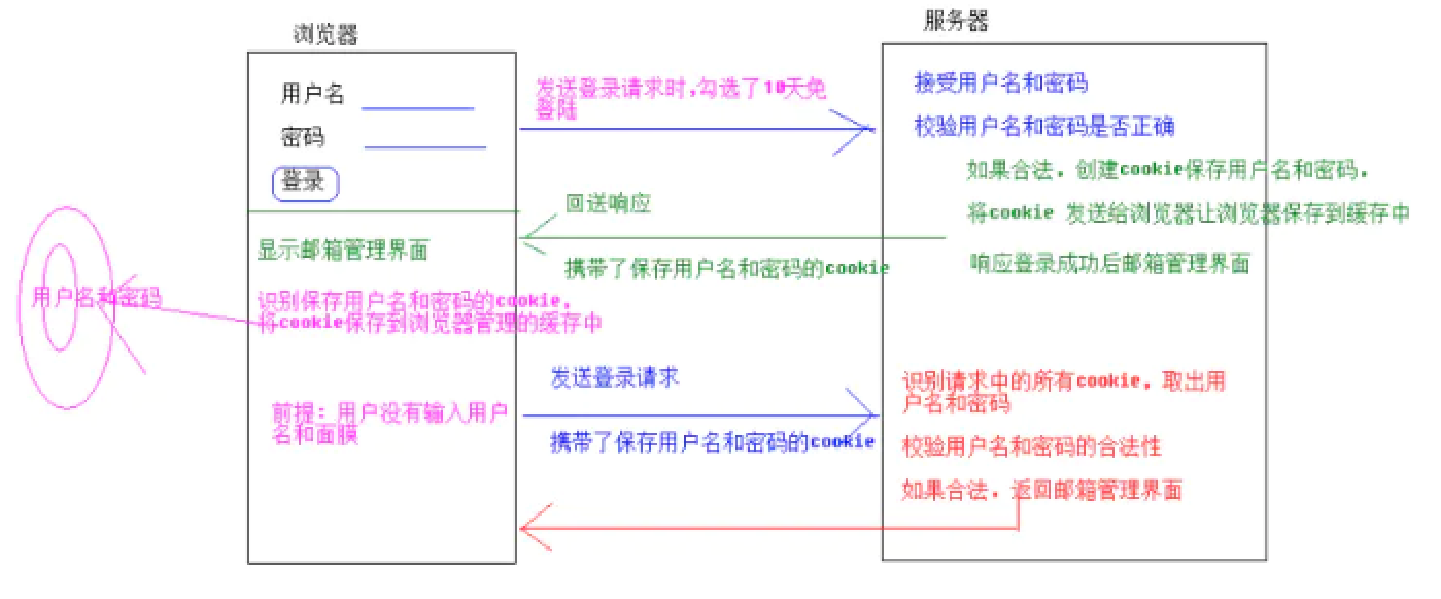 浏览器
服务器
用户名
密码
登录
发送登录请求时,勾选了10天免
登陆
接受用户名和密码
校验用户名和密码是否正确
如果合法．创建cookie保存用户名和密码．
将cookie 发送给浏览器让浏览器保存到缓存中
响应登录成功后邮箱管理界面
回送响应
携带了保存用户名和密码的cookie
显示邮箱管理界面
用户名和密码
识别保存用户名和密码的cookie．
将cookie保存到浏览器管理的缓存中
前提：用户没有输入用户
名和面膜
发送登录请求
携带了保存用户名和密码的cookie
识别请求中的所有cookie．取出用
户名和密码
校验用户名和密码的合法性
如果合法．返回邮箱管理界面